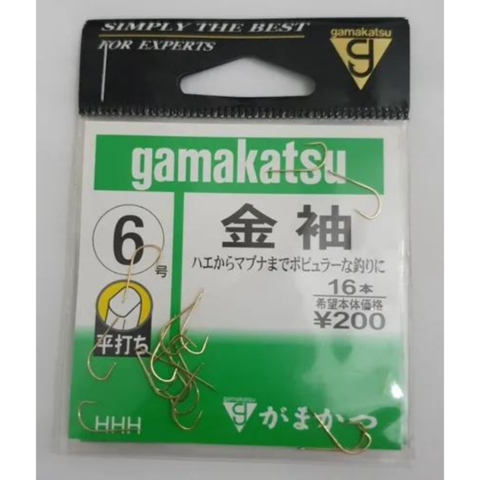 SIMPLY THE BEST
FOR EXPERTS
gamakatsu
g
gamakatsu
6号
金袖
ハエからマブナまでポピュラーな釣りに
16本
希望本体価格
¥200
平打ち
HHH
g がまかつ